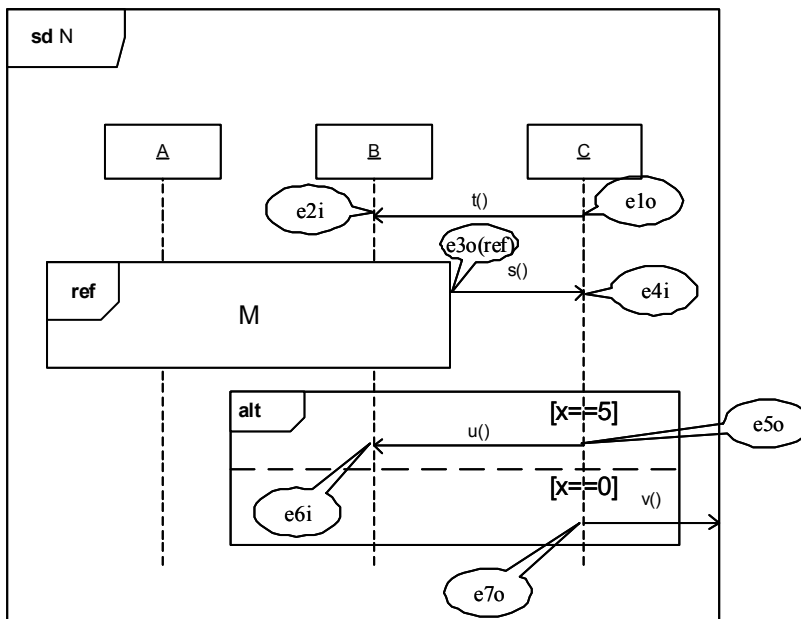 sd N
A
B
C
t()
e2i
e1o
e3o(ref)
s()
ref
M
e4i
alt
[x==5]
u()
e5o
[x==0]
e6i
v()
e7o